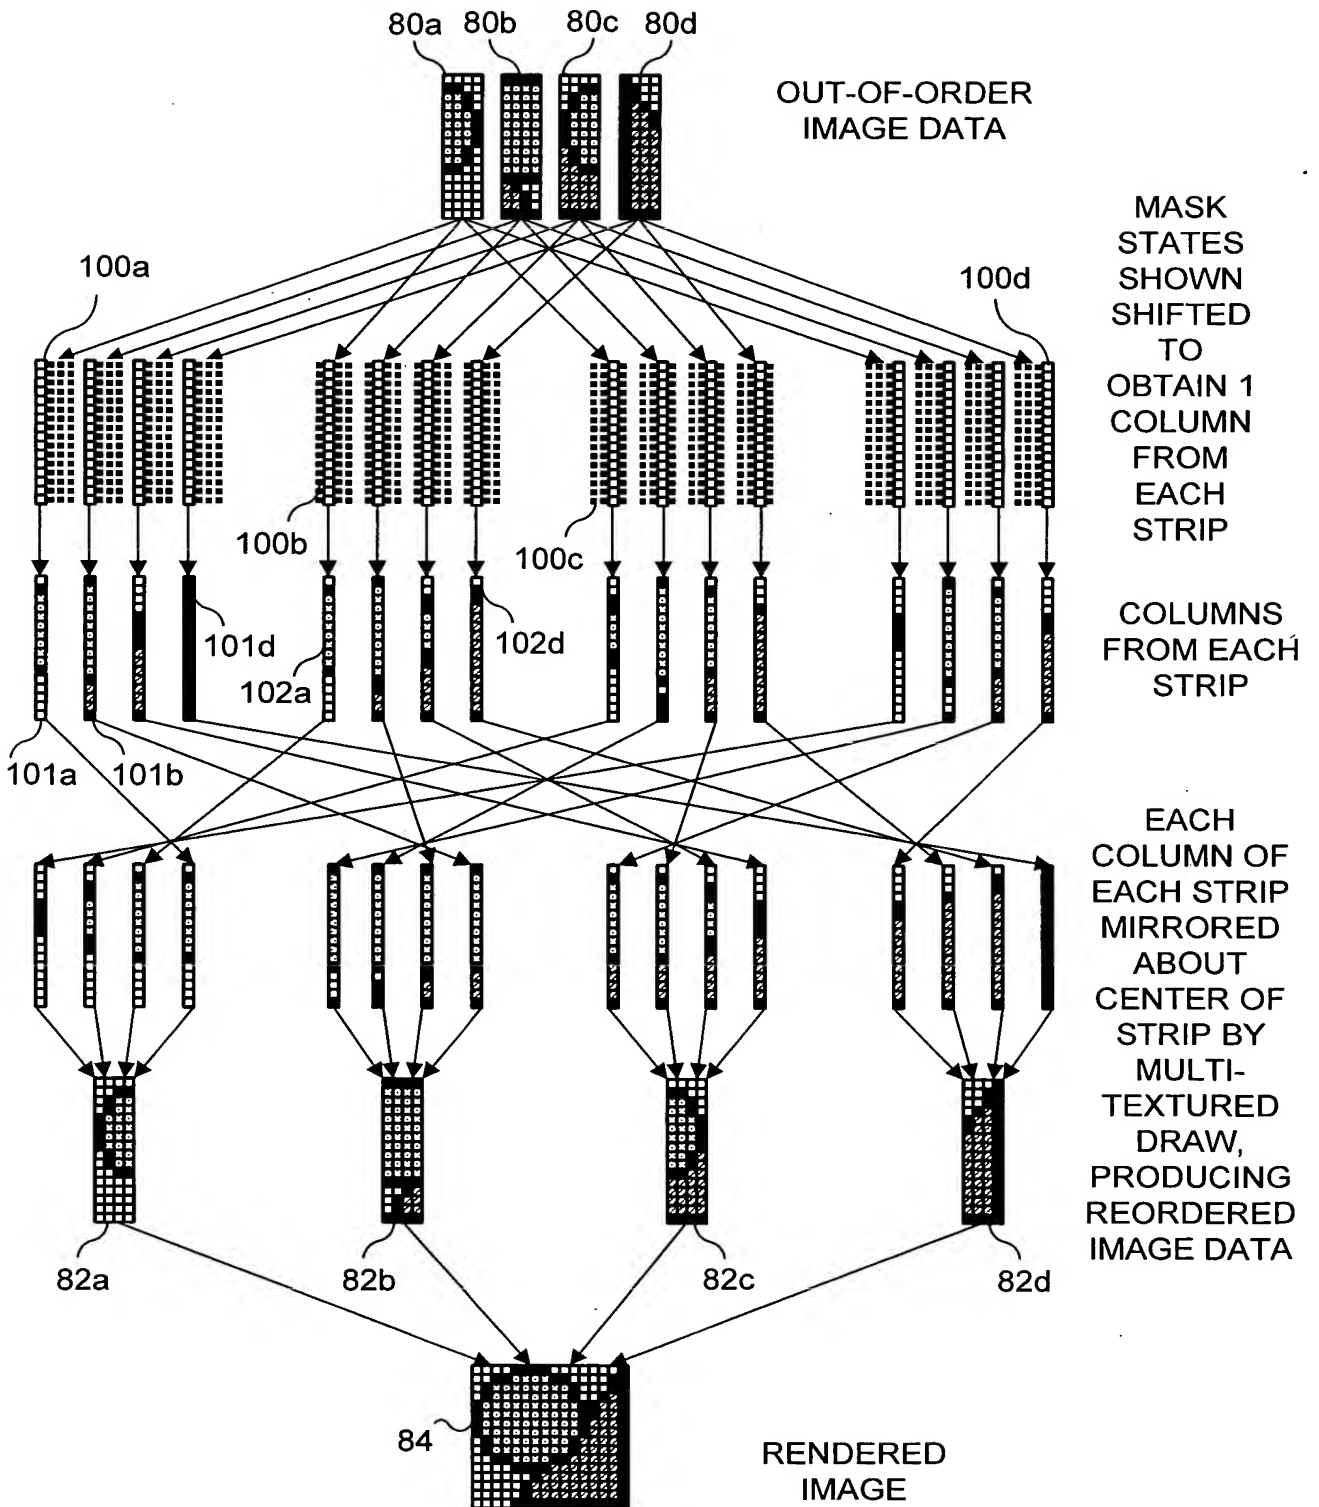 80a 80b 80c 80d
OUT-OF-ORDER
IMAGE DATA
MASK
STATES
SHOWN
SHIFTED
TO
OBTAIN 1
COLUMN
FROM
EACH
STRIP
100a
100d
100b
100c
101d
102a
102d
COLUMNS
FROM EACH
STRIP
101a
101b
EACH
COLUMN OF
EACH STRIP
MIRRORED
ABOUT
CENTER OF
STRIP BY
MULTI-
TEXTURED
DRAW,
PRODUCING
REORDERED
IMAGE DATA
82a
82b
82c
82d
84
RENDERED
IMAGE